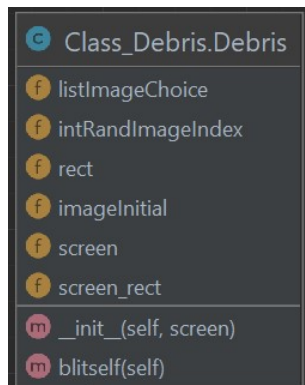 C Class_Debris.Debris
f listImageChoice
f intRandImageIndex
f rect
f imageInitial
f screen
f screen_rect
m __init__(self, screen)
m blitself(self)